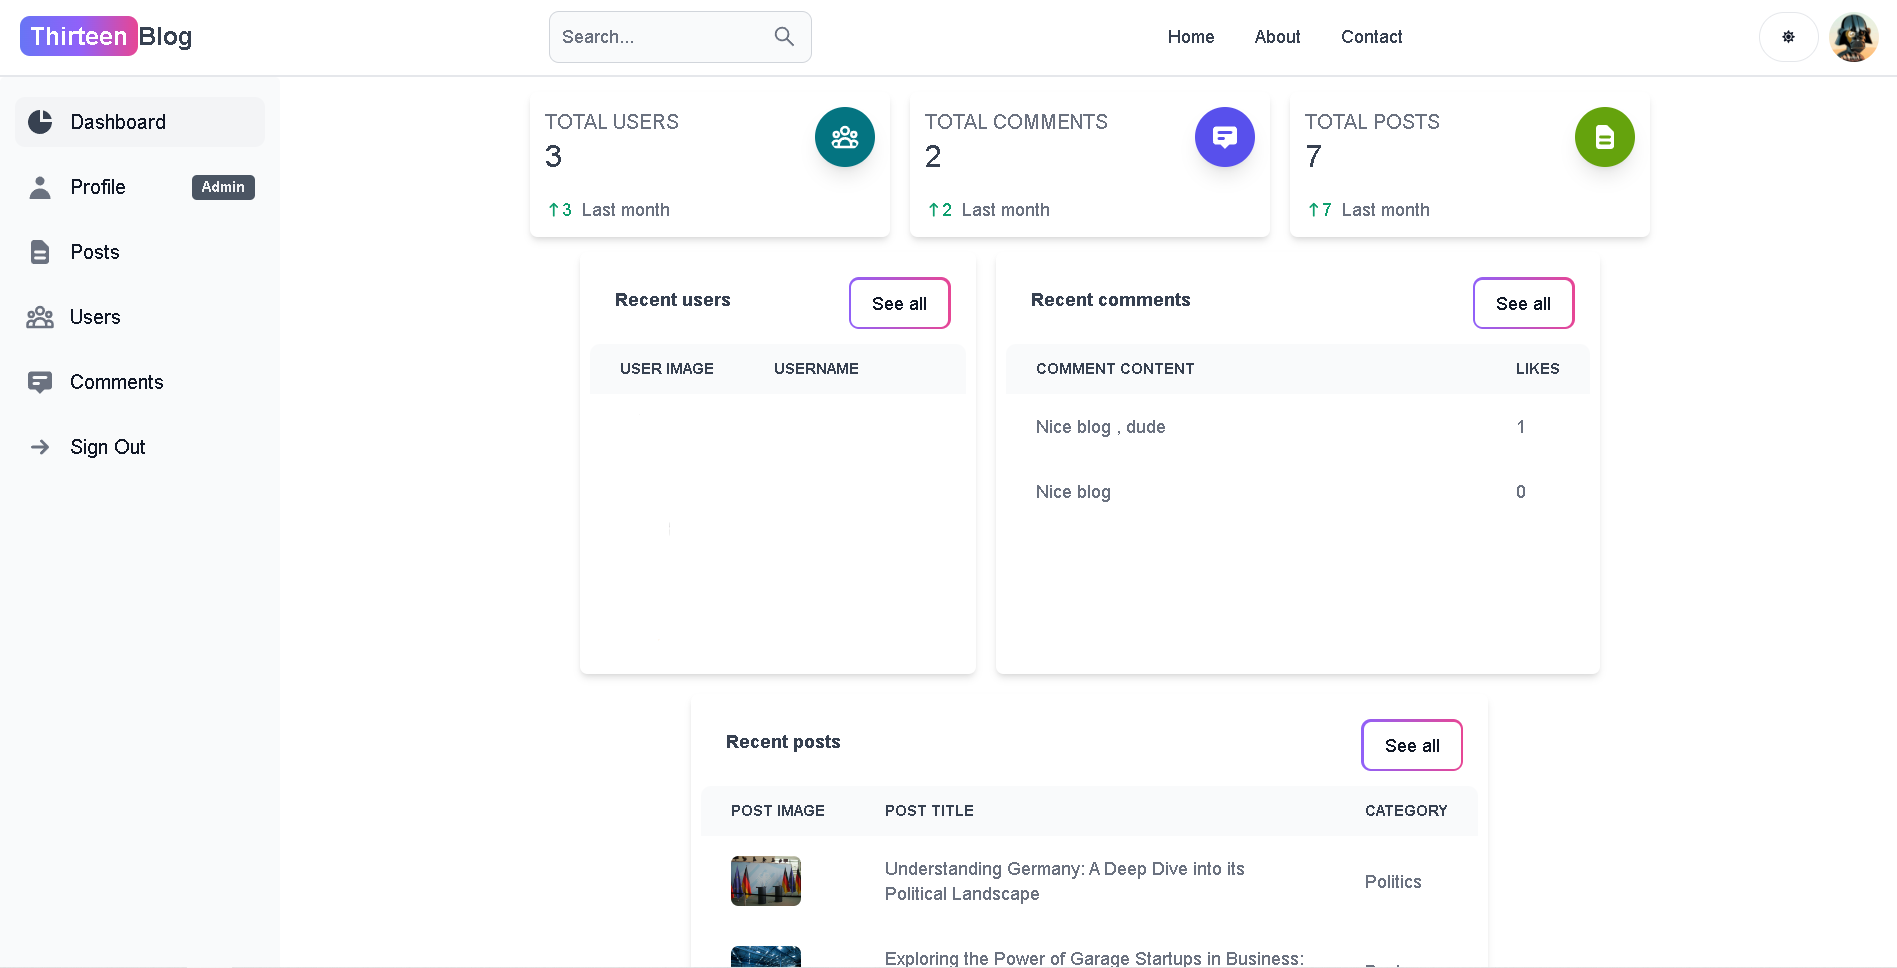 Thirteen Blog
Search...
Home
About
Contact
Dashboard
Profile
Admin
Posts
Users
Comments
Sign Out
TOTAL USERS
3
3 Last month
TOTAL COMMENTS
2
2 Last month
TOTAL POSTS
7
7 Last month
Recent users
See all
USER IMAGE USERNAME
Recent comments
See all
COMMENT CONTENT LIKES
Nice blog , dude 1
Nice blog 0
Recent posts
See all
POST IMAGE POST TITLE CATEGORY
Understanding Germany: A Deep Dive into its
Political Landscape
Politics
Exploring the Power of Garage Startups in Business: